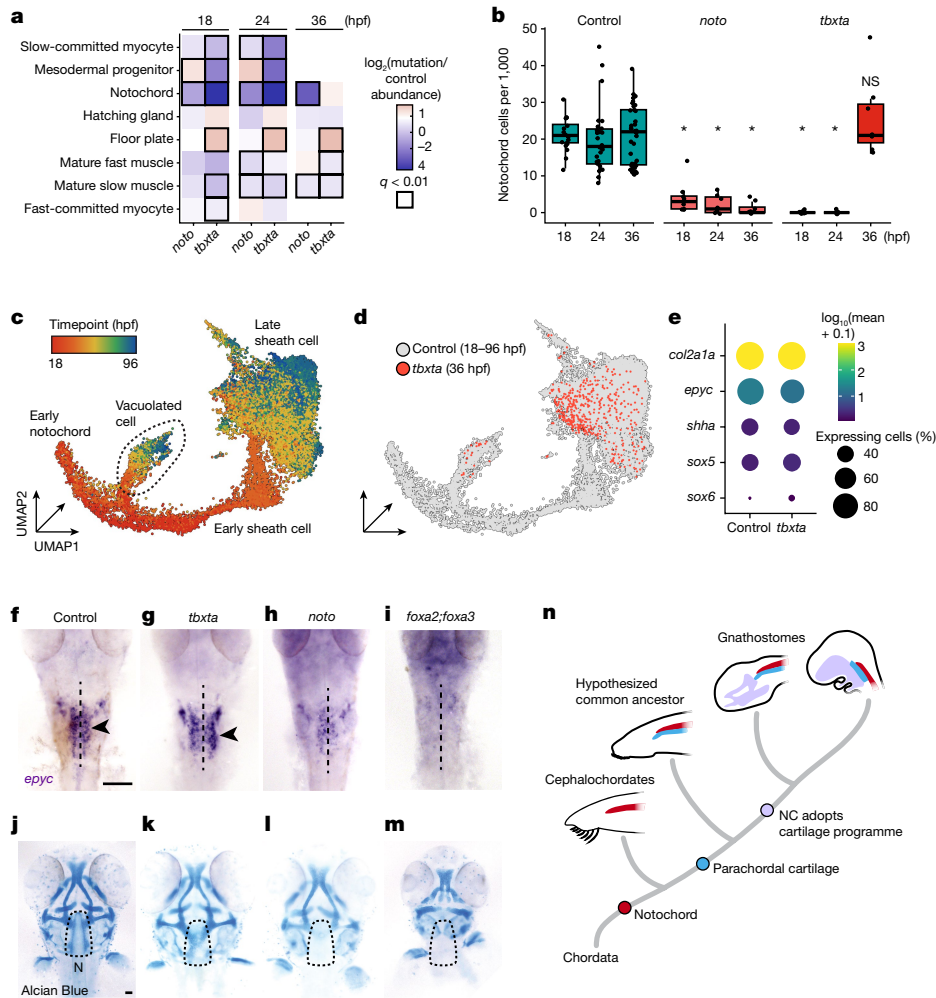 a
18 24 36 (hpf)
Slow-committed myocyte
Mesodermal progenitor
Notochord
Hatching gland
Floor plate
Mature fast muscle
Mature slow muscle
Fast-committed myocyte
noto tbxta noto tbxta noto tbxta
log2(mutation/
control
abundance)
1
0
−2
4
q < 0.01
b
Control noto tbxta
Notochord cells per 1,000
50
40
30
20
10
0
* * * * * NS
18 24 36 18 24 36 18 24 36 (hpf)
c
Timepoint (hpf)
18 96
Late
sheath cell
Vacuolated
cell
Early
notochord
Early sheath cell
UMAP2
UMAP1
d
Control (18–96 hpf)
tbxta (36 hpf)
e
log10(mean
+ 0.1)
3
2
1
col2a1a
epyc
shha
sox5
sox6
Control tbxta
Expressing cells (%)
40
60
80
f Control
g tbxta
h noto
i foxa2;foxa3
epyc
j
k
l
m
N
Alcian Blue
n
Gnathostomes
Hypothesized
common ancestor
Cephalochordates
NC adopts
cartilage programme
Parachordal cartilage
Notochord
Chordata